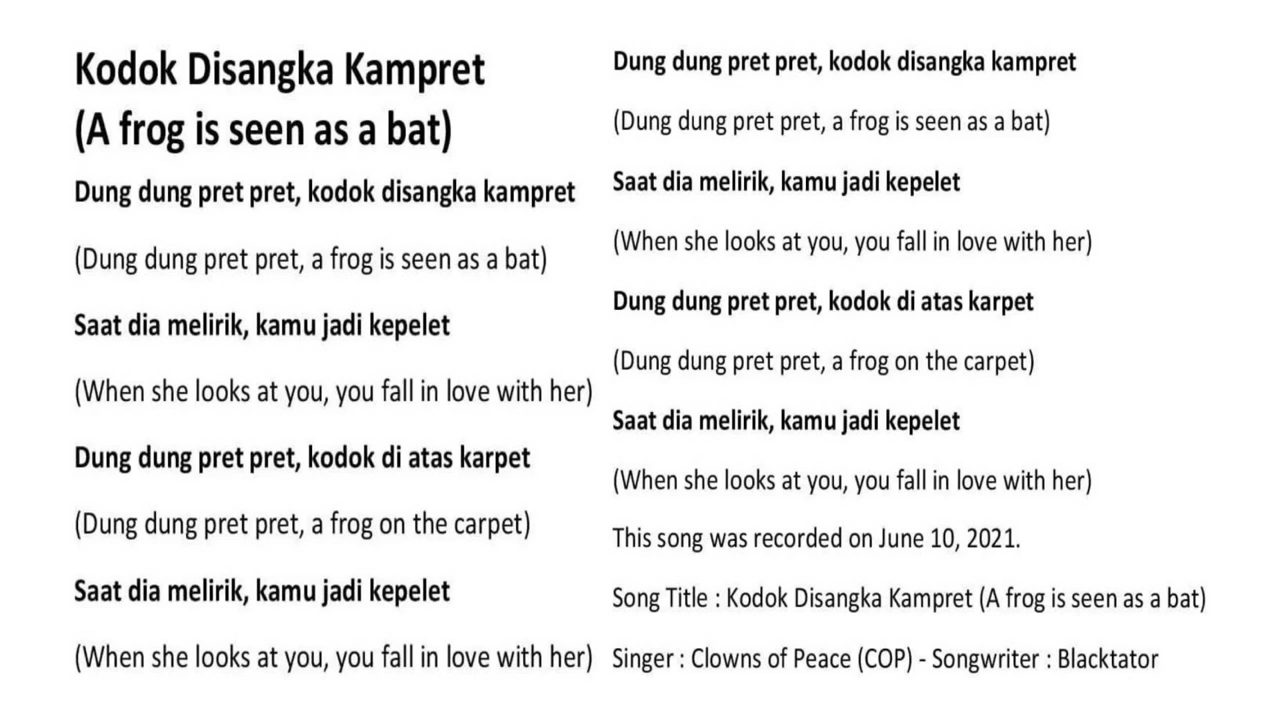 Kodok Disangka Kampret
(A frog is seen as a bat)
Dung dung pret pret, kodok disangka kampret
(Dung dung pret pret, a frog is seen as a bat)
Saat dia melirik, kamu jadi kepelet
(When she looks at you, you fall in love with her)
Dung dung pret pret, kodok di atas karpet
(Dung dung pret pret, a frog on the carpet)
Saat dia melirik, kamu jadi kepelet
(When she looks at you, you fall in love with her)
Dung dung pret pret, kodok disangka kampret
(Dung dung pret pret, a frog is seen as a bat)
Saat dia melirik, kamu jadi kepelet
(When she looks at you, you fall in love with her)
Dung dung pret pret, kodok di atas karpet
(Dung dung pret pret, a frog on the carpet)
Saat dia melirik, kamu jadi kepelet
(When she looks at you, you fall in love with her)
This song was recorded on June 10, 2021.
Song Title : Kodok Disangka Kampret (A frog is seen as a bat)
Singer : Clowns of Peace (COP) - Songwriter : Blacktator